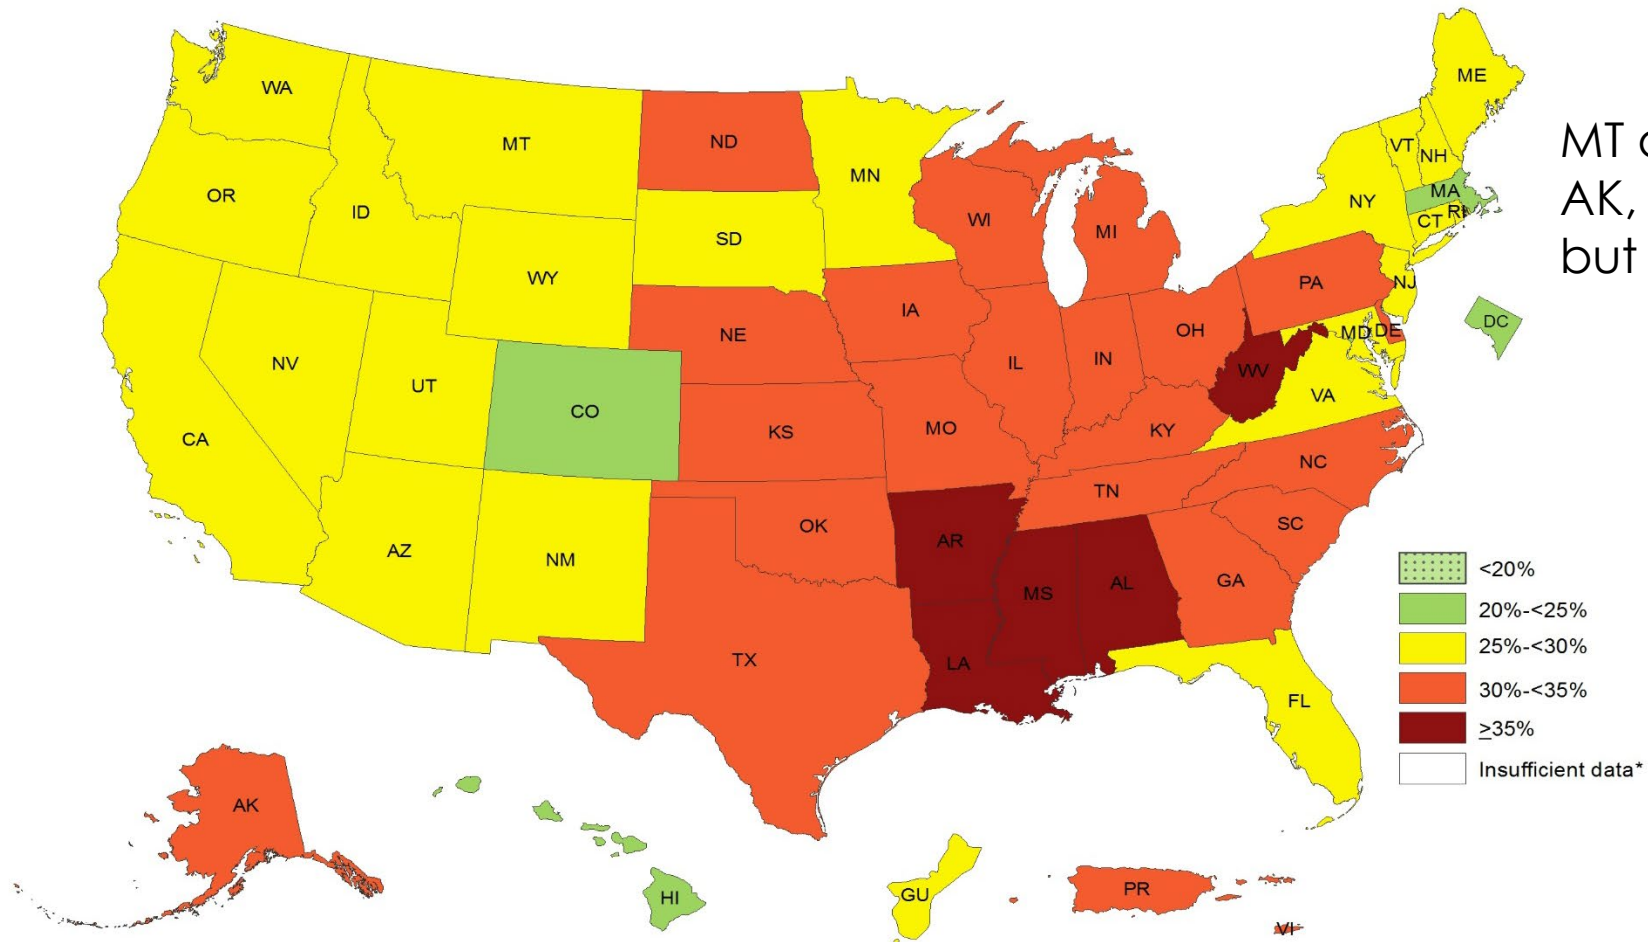 WA
MT
ND
MN
ME
VT
NH
OR
ID
SD
WI
MI
NY
MA
CT
RI
WY
IA
NE
PA
NJ
NV
UT
CO
IL
IN
OH
MD
DE
DC
WV
VA
CA
KS
MO
KY
NC
TN
AZ
NM
OK
AR
SC
MS
AL
GA
TX
LA
FL
AK
HI
GU
PR
VI
MT
AK,
but
<20%
20%-<25%
25%-<30%
30%-<35%
≥35%
Insufficient data*